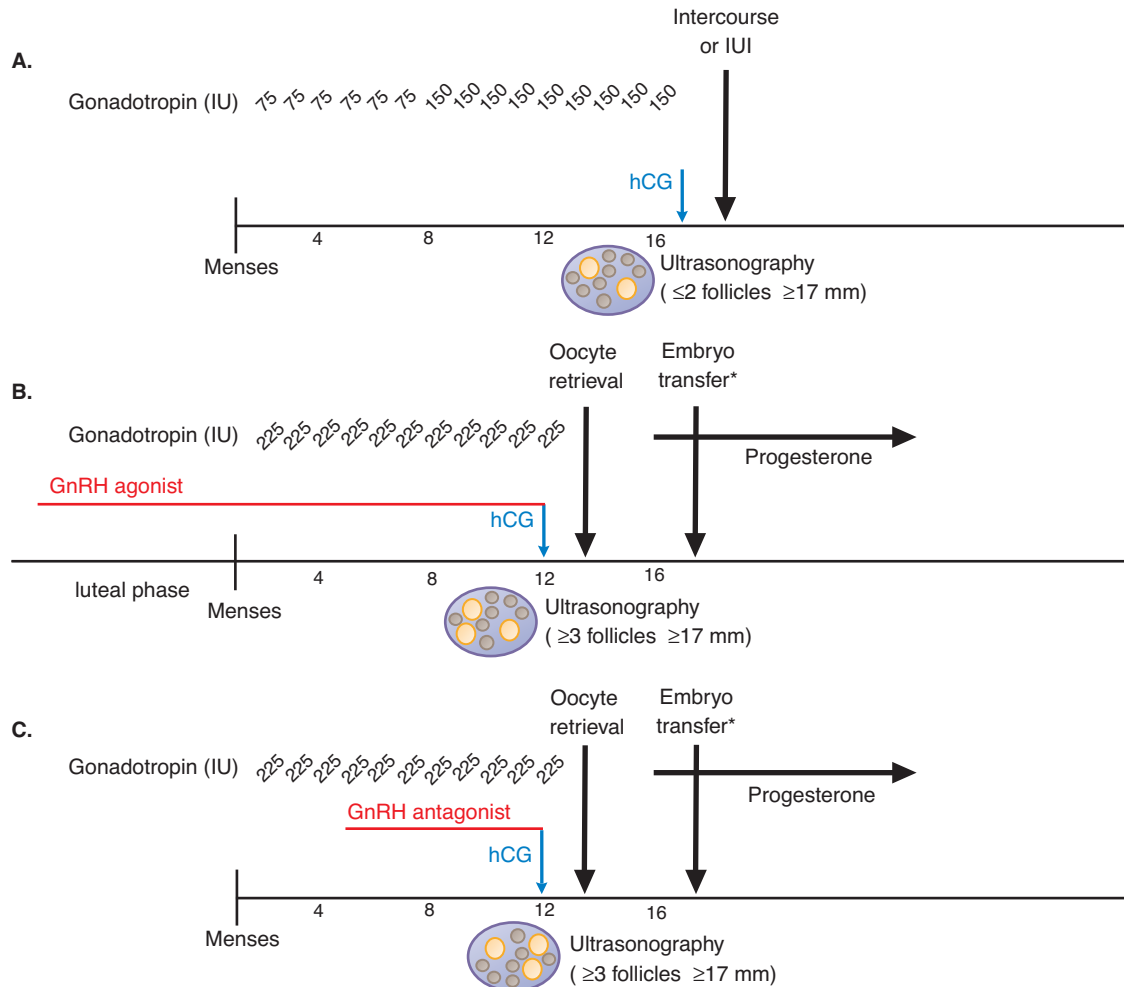 Intercourse
or IUI
A.
Gonadotropin (IU) 75 75 75 75 75 75 150 150 150 150 150 150 150 150 150
hCG
4 8 12 16
Menses
Ultrasonography
( ≤2 follicles ≥17 mm)
Oocyte
retrieval
Embryo
transfer*
B.
Gonadotropin (IU) 225 225 225 225 225 225 225 225 225 225 225
Progesterone
GnRH agonist
hCG
luteal phase
Menses
4 8 12 16
Ultrasonography
( ≥3 follicles ≥17 mm)
Oocyte
retrieval
Embryo
transfer*
C.
Gonadotropin (IU) 225 225 225 225 225 225 225 225 225 225 225
Progesterone
GnRH antagonist
hCG
4 8 12 16
Menses
Ultrasonography
( ≥3 follicles ≥17 mm)